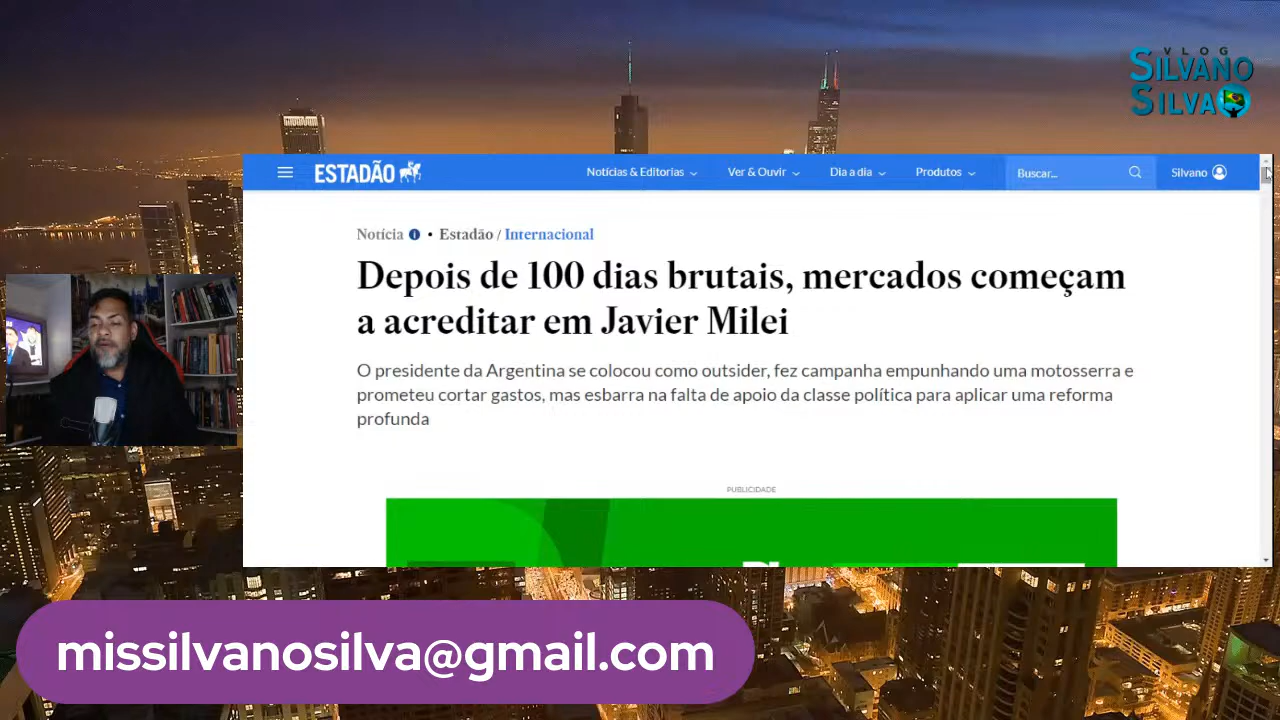 VLOG
SILVANO
SILVA
ESTADÃO
Notícias & Editorias
Ver & Ouvir
Dia a dia
Produtos
Buscar...
Silvano
Notícia • Estadão / Internacional
Depois de 100 dias brutais, mercados começam
a acreditar em Javier Milei
O presidente da Argentina se colocou como outsider, fez campanha empunhando uma motosserra e
prometeu cortar gastos, mas esbarra na falta de apoio da classe política para aplicar uma reforma
profunda
PUBLICIDADE
missilvanosilva@gmail.com